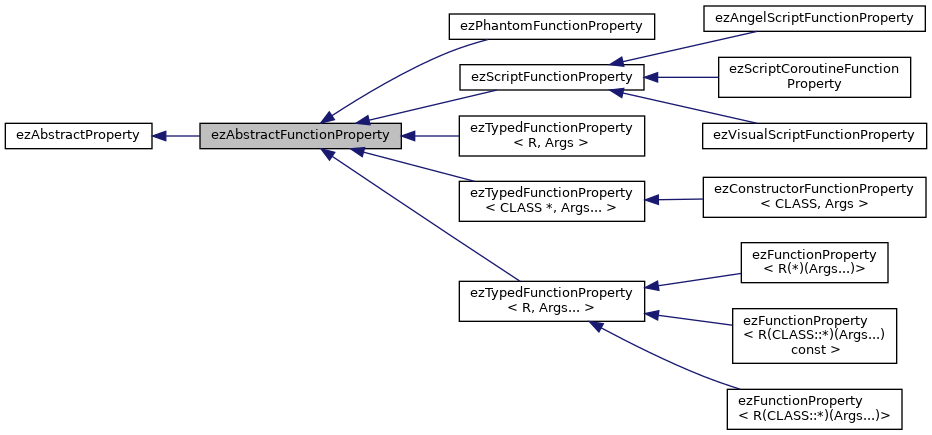 ezAbstractProperty
ezAbstractFunctionProperty
ezPhantomFunctionProperty
ezScriptFunctionProperty
ezAngelScriptFunctionProperty
ezScriptCoroutineFunction
Property
ezVisualScriptFunctionProperty
ezTypedFunctionProperty
< R, Args >
ezTypedFunctionProperty
< CLASS *, Args... >
ezConstructorFunctionProperty
< CLASS, Args >
ezTypedFunctionProperty
< R, Args... >
ezFunctionProperty
< R(*)(Args...)>
ezFunctionProperty
< R(CLASS::*)(Args...)
const >
ezFunctionProperty
< R(CLASS::*)(Args...)>